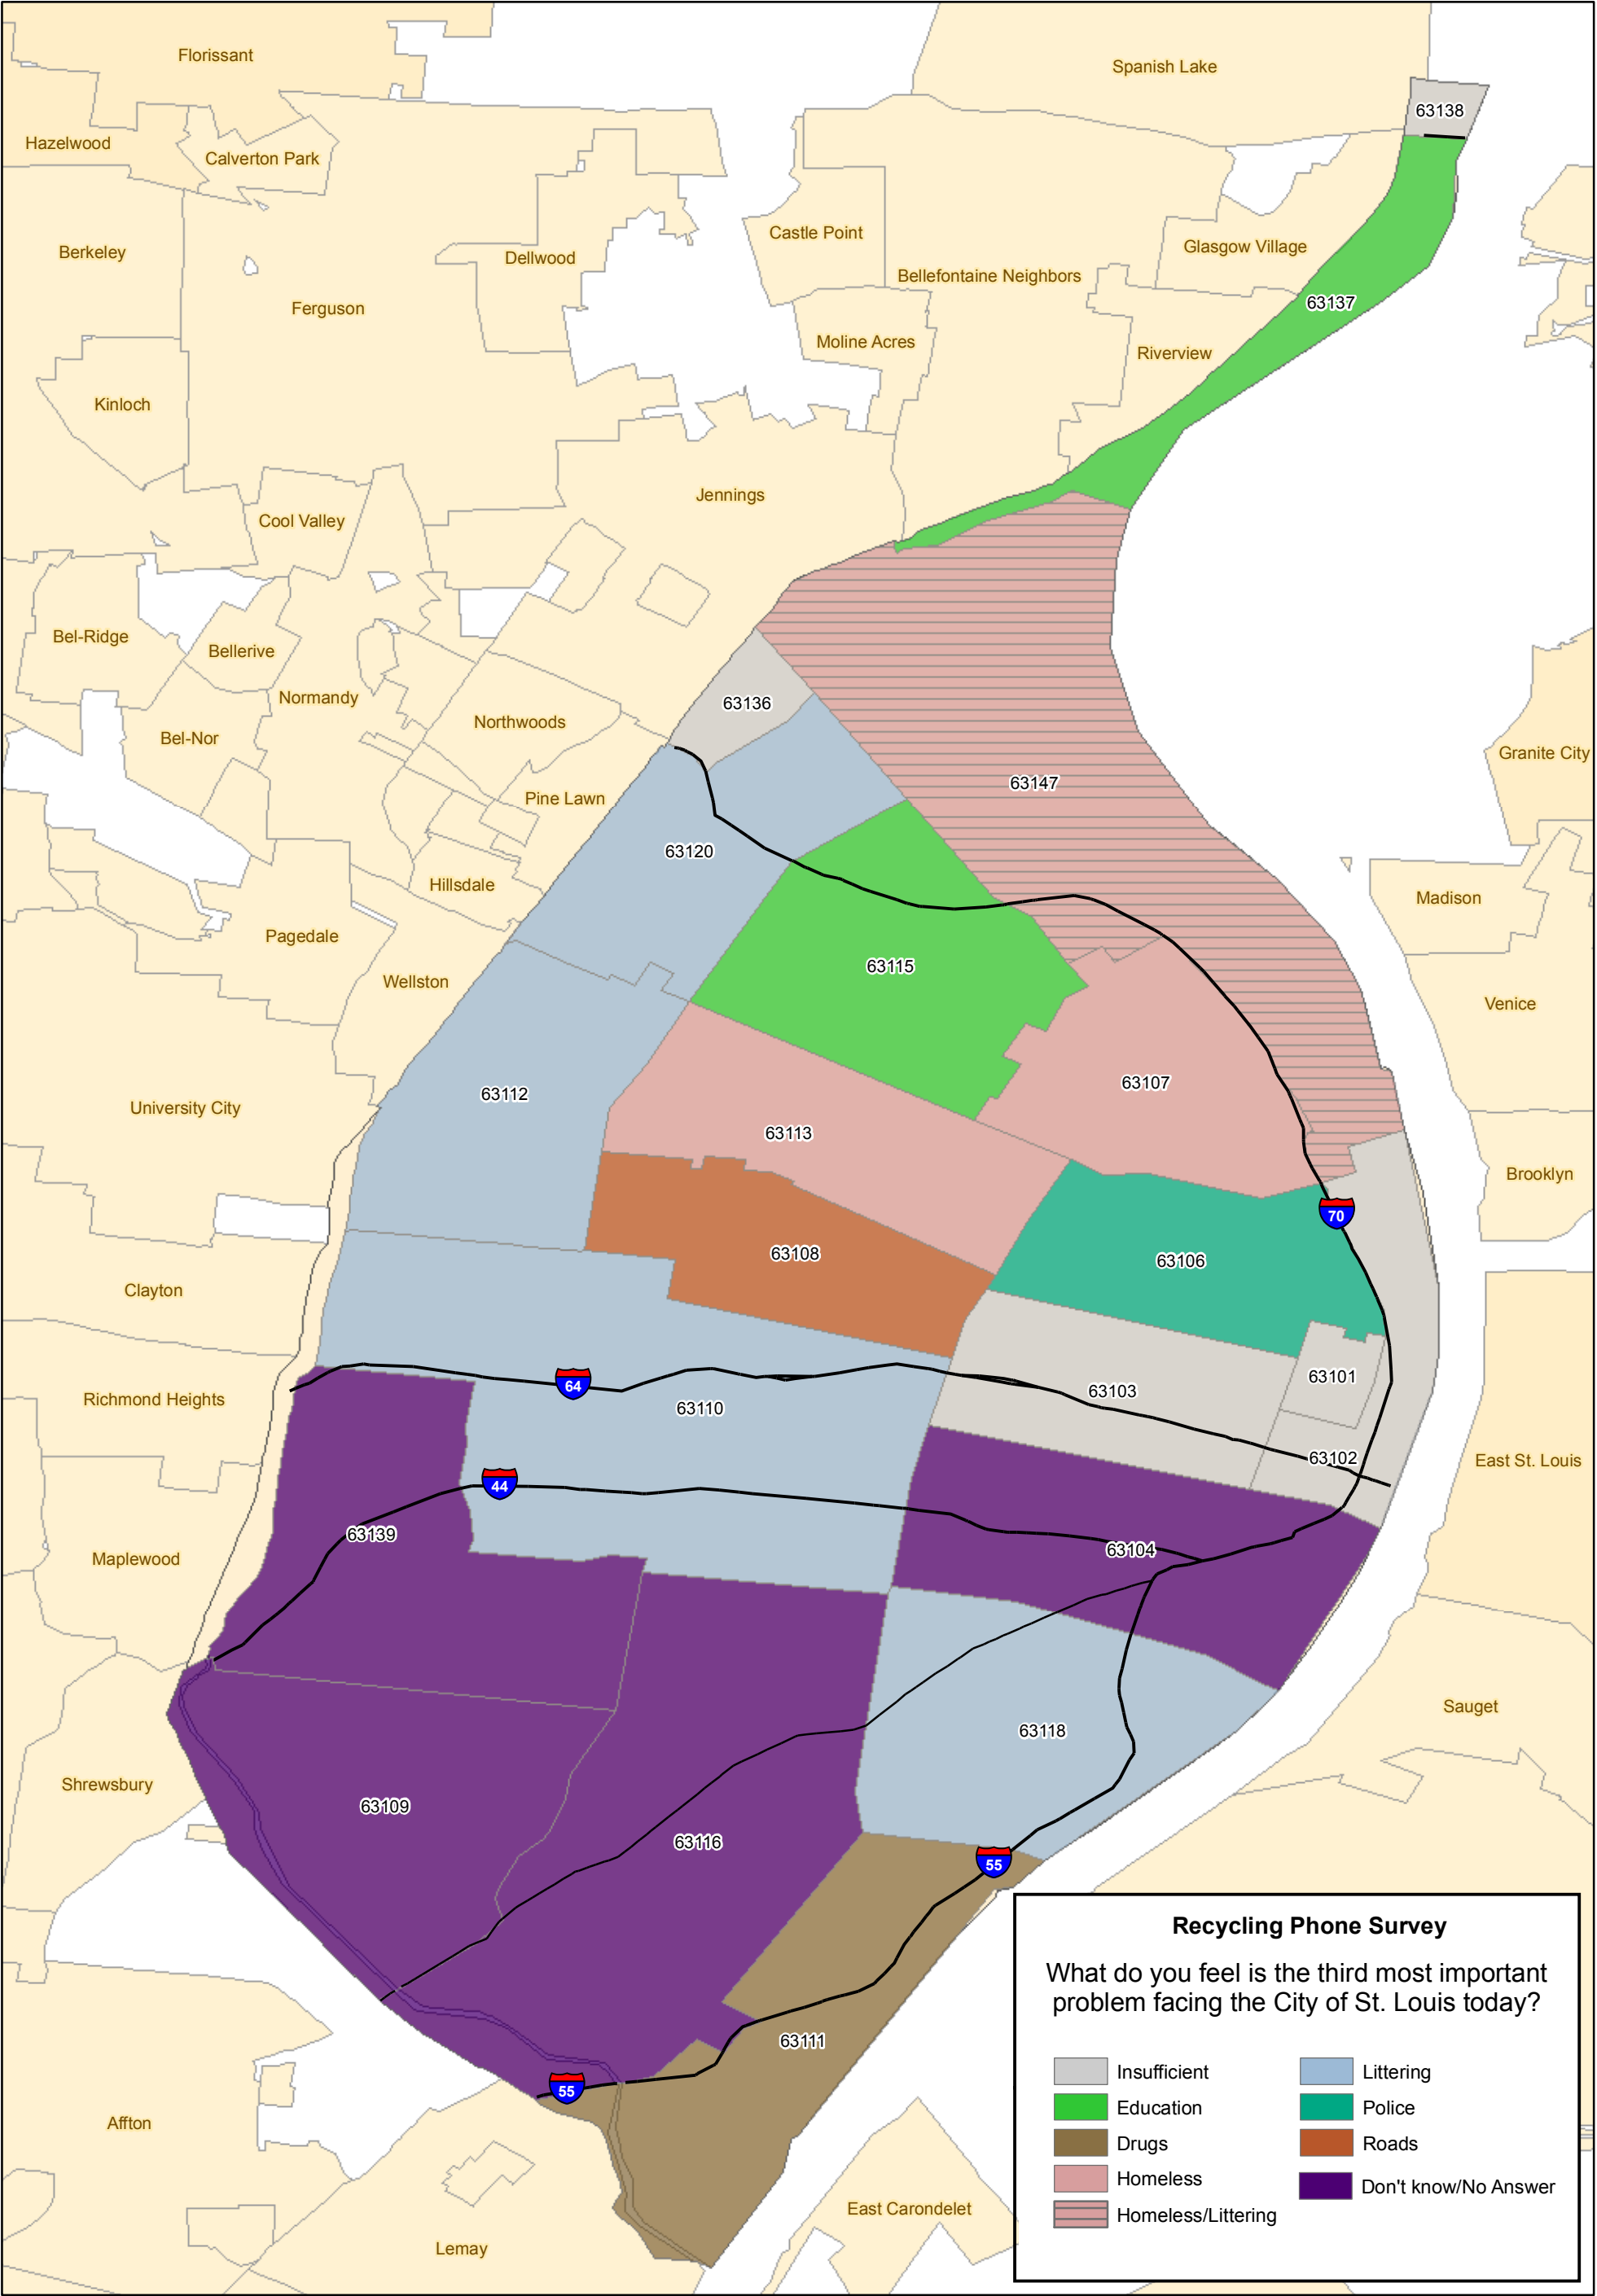 Florissant
Spanish Lake
63138
Hazelwood
Calverton Park
Castle Point
Glasgow Village
Berkeley
Dellwood
Bellefontaine Neighbors
Ferguson
63137
Moline Acres
Riverview
Kinloch
Jennings
Cool Valley
Bel-Ridge
Bellerive
Normandy
63136
Northwoods
Bel-Nor
Granite City
63147
Pine Lawn
63120
Hillsdale
Madison
Pagedale
63115
Wellston
Venice
63107
63112
University City
63113
Brooklyn
70
63108
63106
Clayton
63101
64
63103
Richmond Heights
63110
63102
East St. Louis
44
63139
63104
Maplewood
Sauget
63118
Shrewsbury
63109
63116
55
63111
55
Affton
East Carondelet
Lemay
Recycling Phone Survey
What do you feel is the third most important
problem facing the City of St. Louis today?
Insufficient
Education
Drugs
Homeless
Homeless/Littering
Littering
Police
Roads
Don't know/No Answer